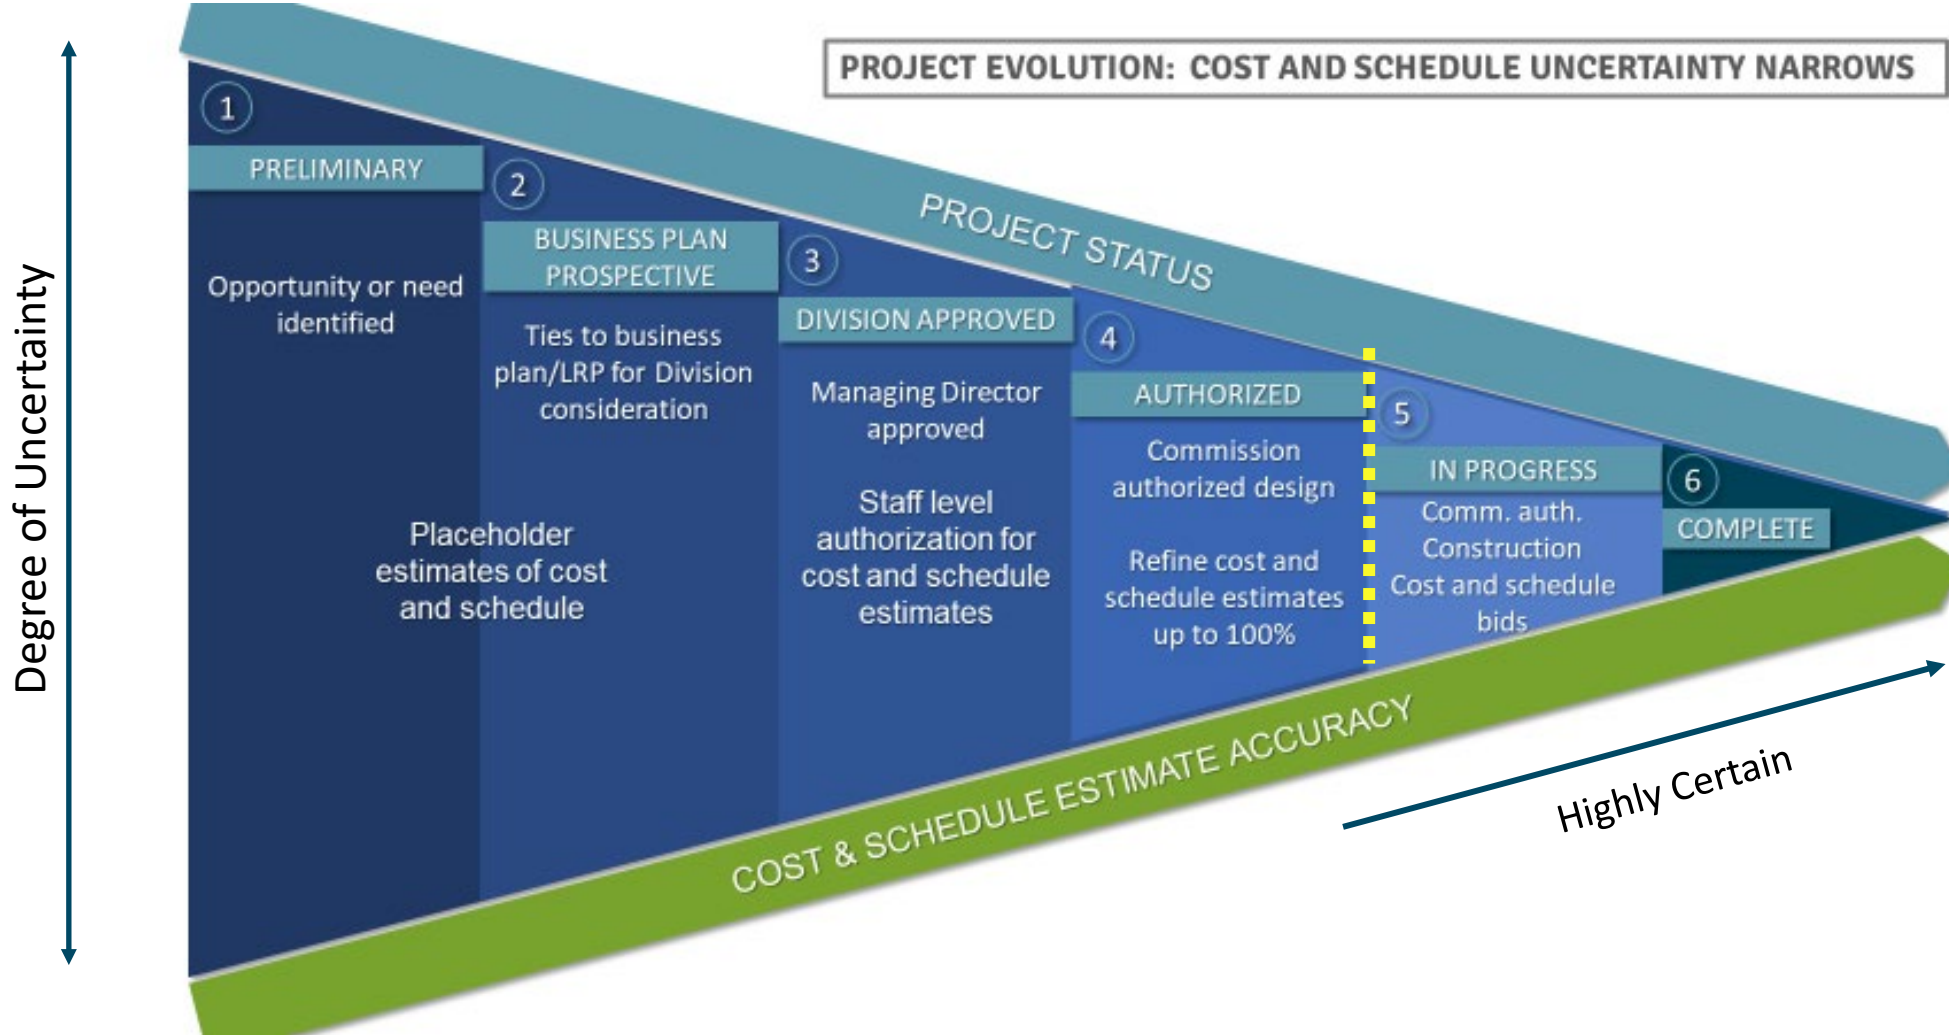 PROJECT EVOLUTION: COST AND SCHEDULE UNCERTAINTY NARROWS
Degree of Uncertainty
PROJECT STATUS
1
PRELIMINARY
Opportunity or need
identified
2
BUSINESS PLAN
PROSPECTIVE
Ties to business
plan/LRP for Division
consideration
Placeholder
estimates of cost
and schedule
3
DIVISION APPROVED
Managing Director
approved
Staff level
authorization for
cost and schedule
estimates
4
AUTHORIZED
Commission
authorized design
Refine cost and
schedule estimates
up to 100%
5
IN PROGRESS
Comm. auth.
Construction
Cost and schedule
bids
6
COMPLETE
COST & SCHEDULE ESTIMATE ACCURACY
Highly Certain